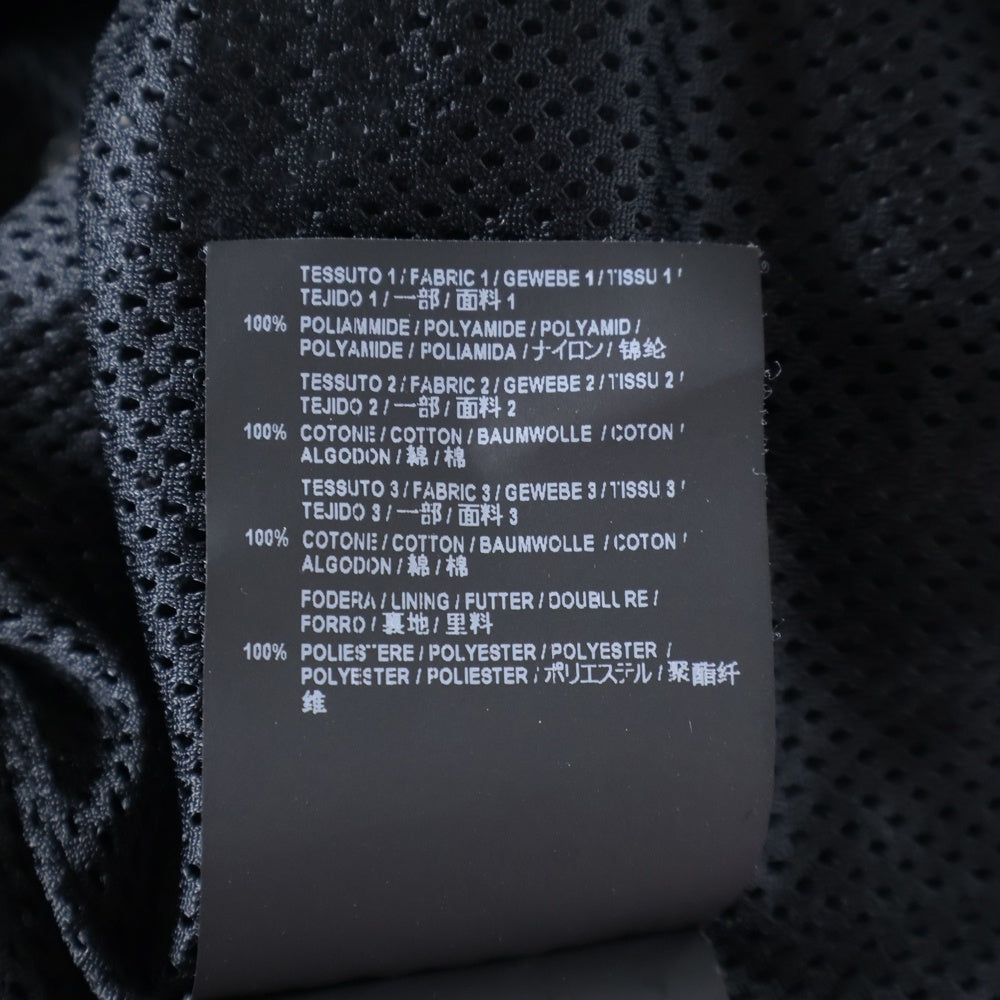 TESSUTO 1 / FABRIC 1 / GEWEBE 1 / TISSU 1 /
TEJIDO 1 / 一部 / 面料 1
100% POLIAMMIDE / POLYAMIDE / POLYAMID /
POLYAMIDE / POLIAMIDA / ナイロン / 锦纶
TESSUTO 2 / FABRIC 2 / GEWEBE 2 / TISSU 2 /
TEJIDO 2 / 一部 / 面料 2
100% COTONE / COTTON / BAUMWOLLE / COTON /
ALGODON / 綿 / 棉
TESSUTO 3 / FABRIC 3 / GEWEBE 3 / TISSU 3 /
TEJIDO 3 / 一部 / 面料 3
100% COTONE / COTTON / BAUMWOLLE / COTON /
ALGODON / 綿 / 棉
FODERA / LINING / FUTTER / DOUBLURE /
FORRO / 裏地 / 里料
100% POLIESTERE / POLYESTER / POLYESTER /
POLYESTER / POLIESTER / ポリエステル / 聚酯纤
维